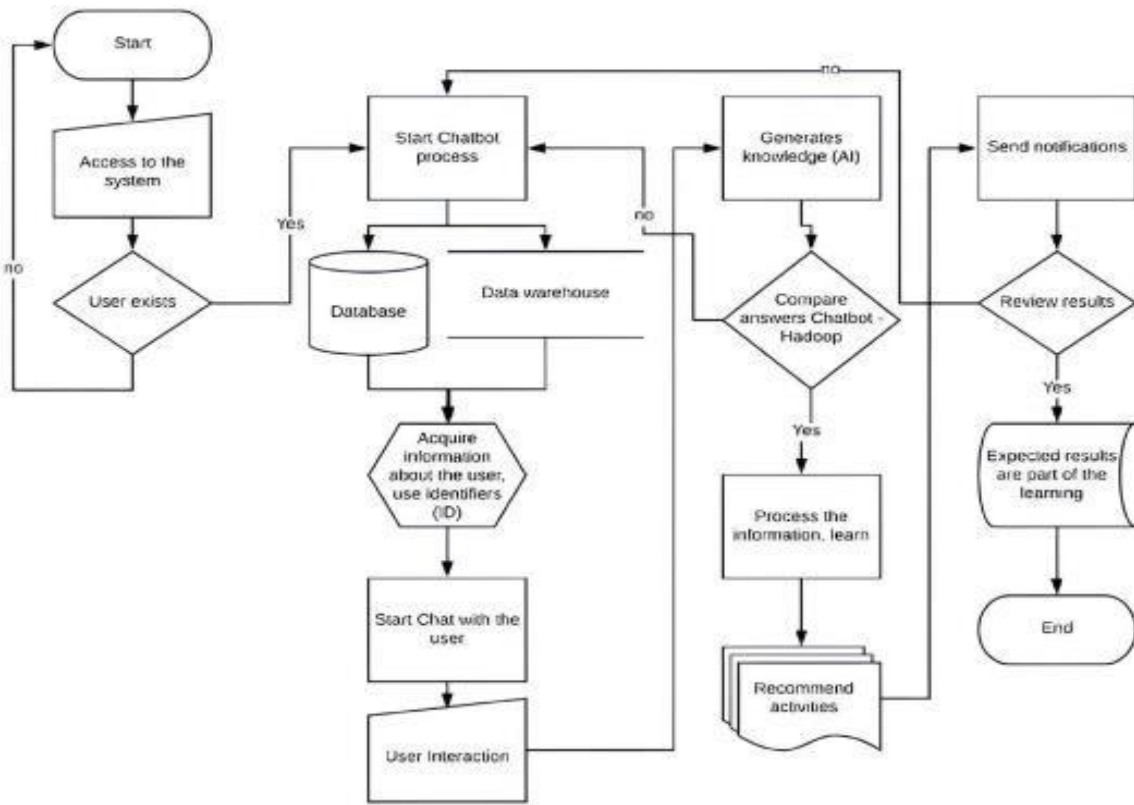 Start
Access to the
system
User exists
no
Yes
Start Chatbot
process
Database
Data warehouse
Acquire
information
about the user,
use identifiers
(ID)
Start Chat with the
user
User Interaction
Generates
knowledge (AI)
no
Compare
answers Chatbot -
Hadoop
Yes
Process the
information, learn
Recommend
activities
no
Send notifications
Review results
Yes
Expected results
are part of the
learning
End